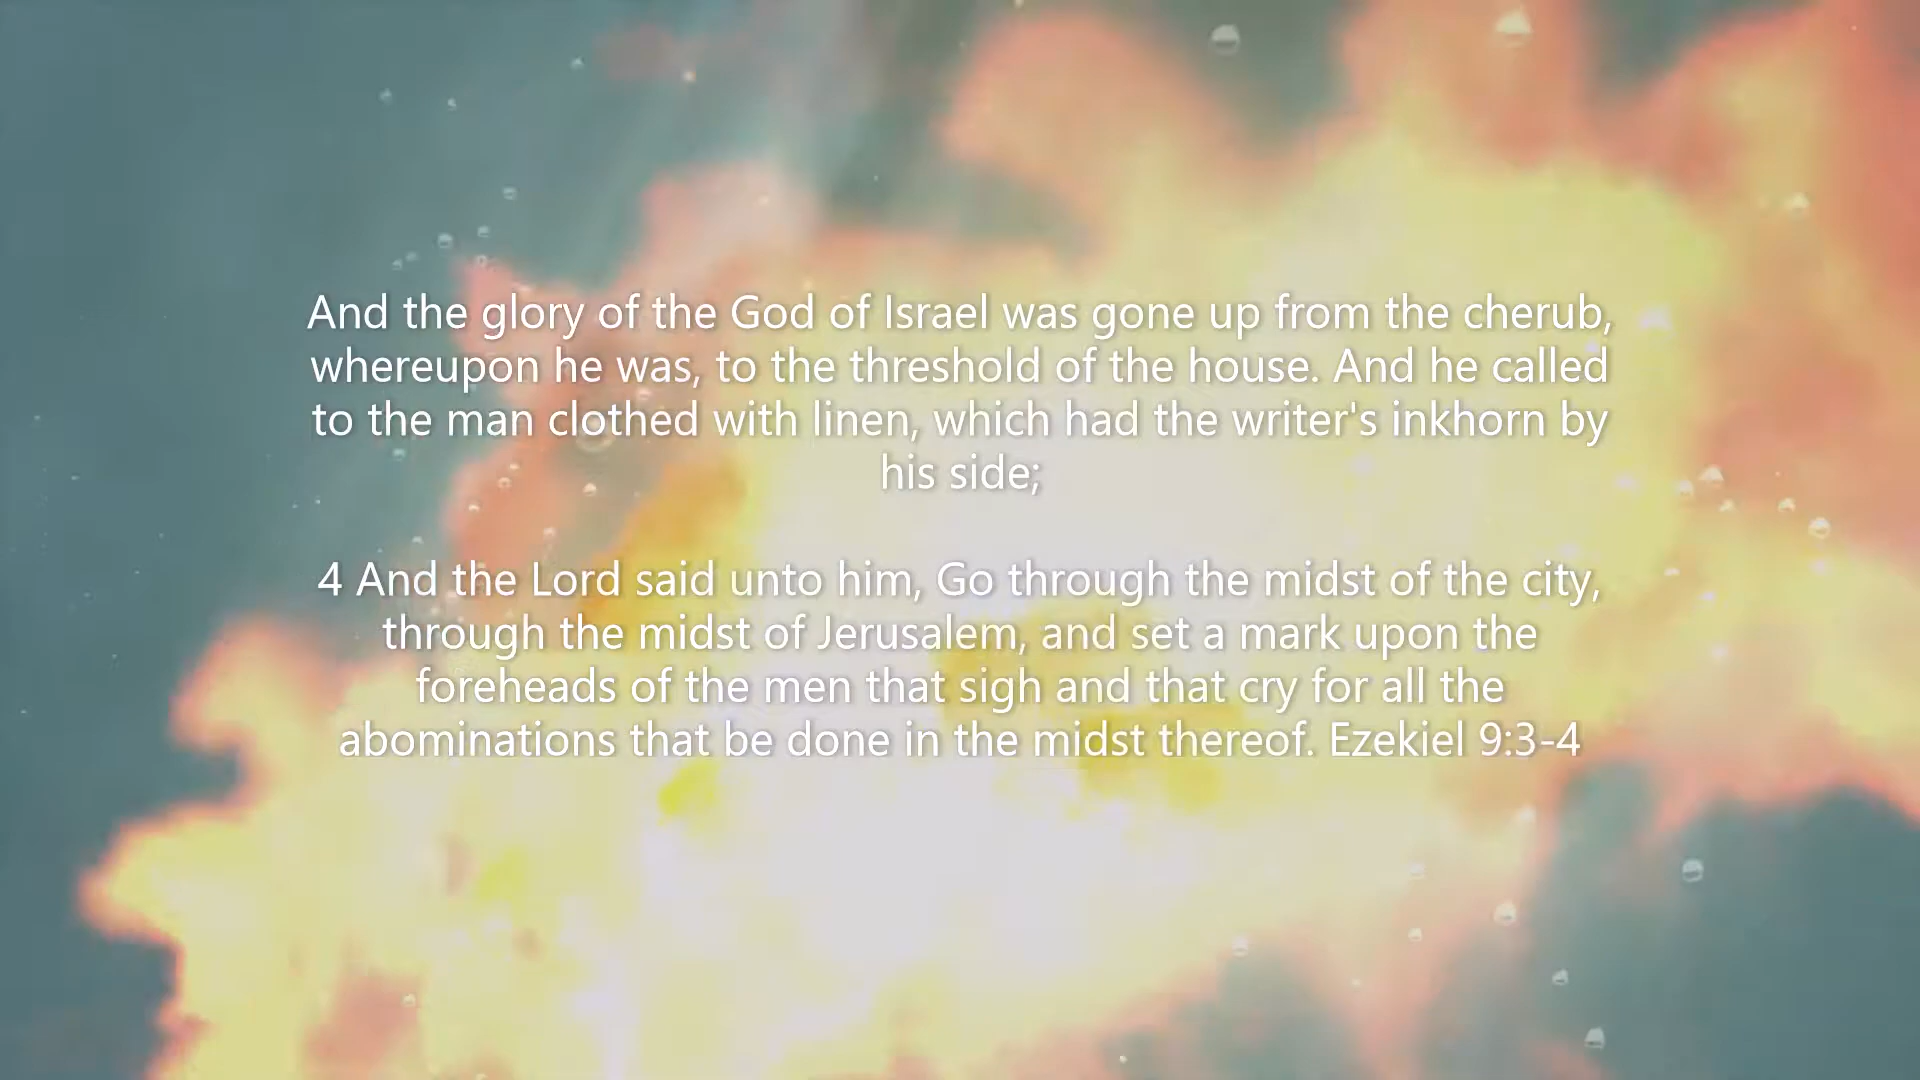 And the glory of the God of Israel was gone up from the cherub,
whereupon he was, to the threshold of the house. And he called
to the man clothed with linen, which had the writer's inkhorn by
his side;
4 And the Lord said unto him, Go through the midst of the city,
through the midst of Jerusalem, and set a mark upon the
foreheads of the men that sigh and that cry for all the
abominations that be done in the midst thereof. Ezekiel 9:3-4